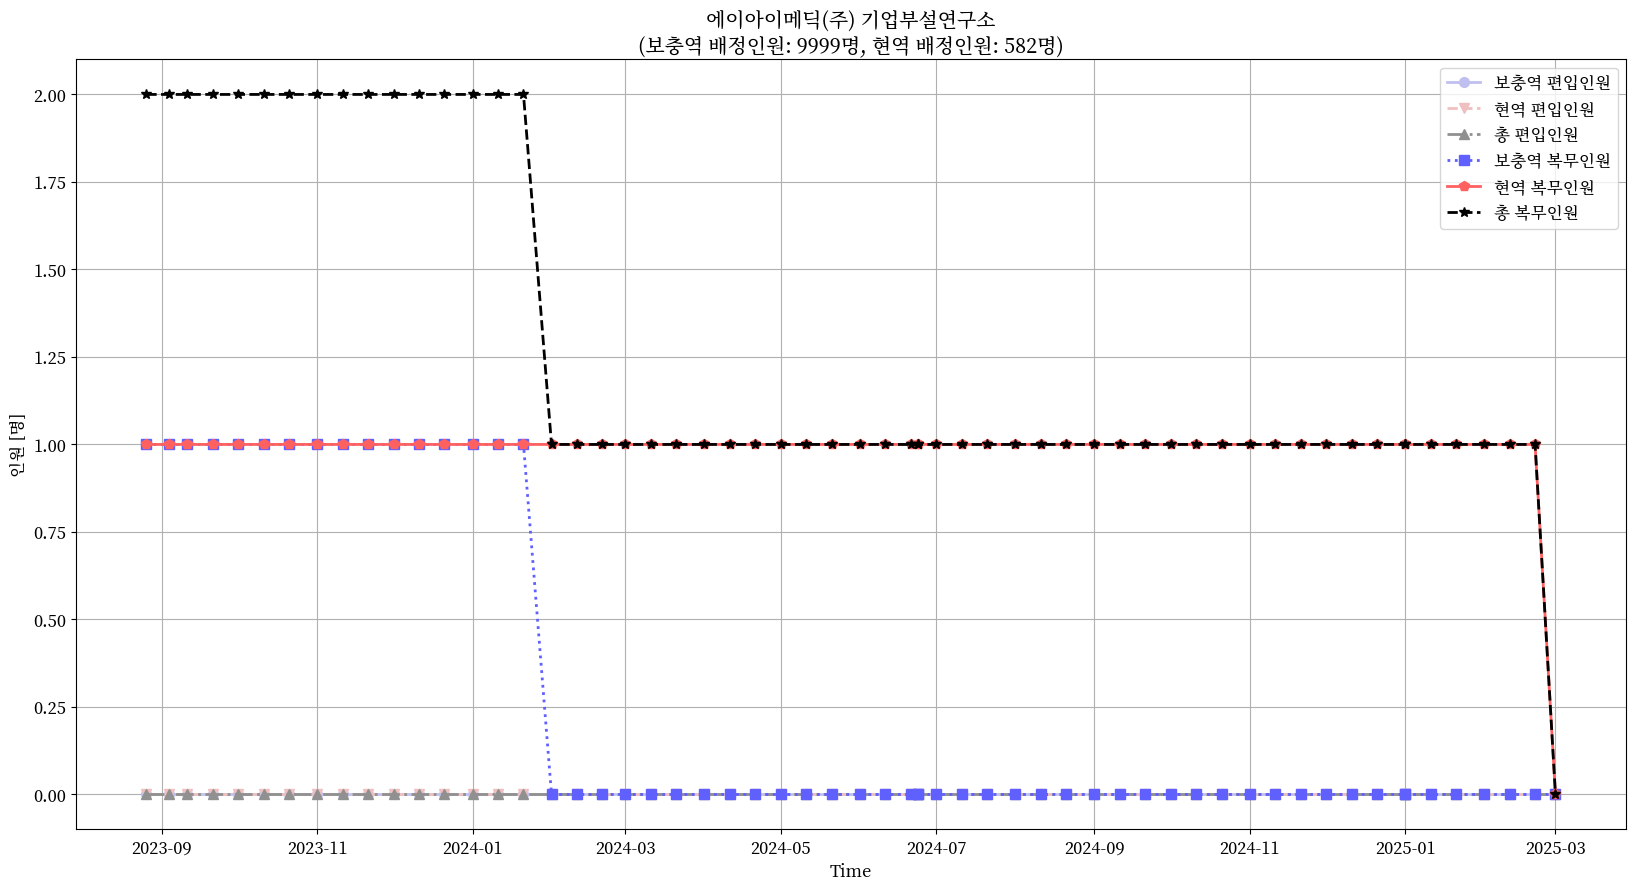 에이아이메딕(주) 기업부설연구소
(보충역 배정인원: 9999명, 현역 배정인원: 582명)
보충역 편입인원
현역 편입인원
총 편입인원
보충역 복무인원
현역 복무인원
총 복무인원
인원 [명]
2.00
1.75
1.50
1.25
1.00
0.75
0.50
0.25
0.00
2023-09
2023-11
2024-01
2024-03
2024-05
2024-07
2024-09
2024-11
2025-01
2025-03
Time